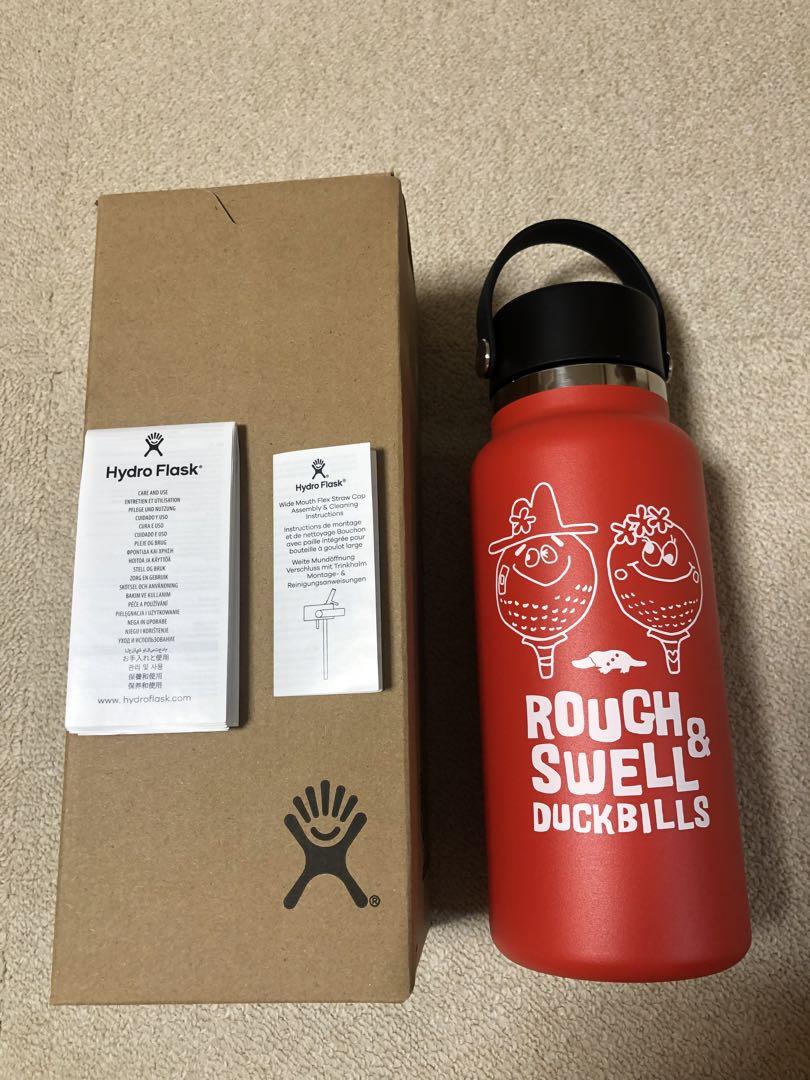 Hydro Flask®
CARE AND USE
ENTRETIEN ET UTILISATION
PFLEGE UND NUTZUNG
CUIDADO Y USO
CURA E USO
CUIDADO E USO
PLEIE OG BRUG
ΦΡΟΝΤΙΔΑ ΚΑΙ ΧΡΗΣΗ
HOITOA JA KÄYTTÖÄ
STELL OG BRUK
ZORG EN GEBRUIK
SKÖTSEL OCH ANVÄNDNING
BAKIM VE KULLANIM
PÉČE A POUŽÍVÁNÍ
PIELĘGNACJA I UŻYTKOWANIE
NEGA IN UPORABE
NJEGU I KORIŠTENJE
УХОД И ИСПОЛЬЗОВАНИЕ
お手入れと使用
관리 및 사용
保養和使用
保养和使用
www.hydroflask.com
Hydro Flask®
Wide Mouth Flex Straw Cap
Assembly & Cleaning
Instructions
Instructions de montage
et de nettoyage Bouchon
avec paille intégrée pour
bouteille à goulot large
Weite Mundöffnung
Verschluss mit Trinkhalm
Montage- &
Reinigungsanweisungen
®
ROUGH
&
SWELL
DUCKBILLS